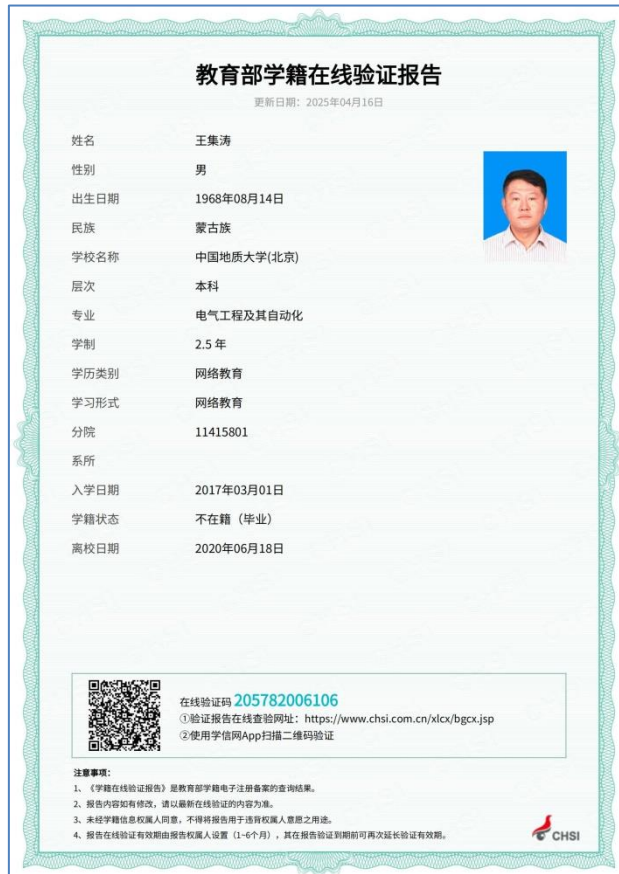 教育部学籍在线验证报告
更新日期：2025年04月16日
姓名 王集涛
性别 男
出生日期 1968年08月14日
民族 蒙古族
学校名称 中国地质大学(北京)
层次 本科
专业 电气工程及其自动化
学制 2.5 年
学历类别 网络教育
学习形式 网络教育
分院 11415801
系所
入学日期 2017年03月01日
学籍状态 不在籍（毕业）
离校日期 2020年06月18日
在线验证码 205782006106
①验证报告在线查验网址：https://www.chsi.com.cn/xlcx/bgcx.jsp
②使用学信网App扫描二维码验证
注意事项：
1、《学籍在线验证报告》是教育部学籍电子注册备案的查询结果。
2、报告内容如有修改，请以最新在线验证的内容为准。
3、未经学籍信息权属人同意，不得将报告用于违背权属人意愿之用途。
4、报告在线验证有效期由报告权属人设置（1~6个月），其在报告验证到期前可再次延长验证有效期。
CHSI